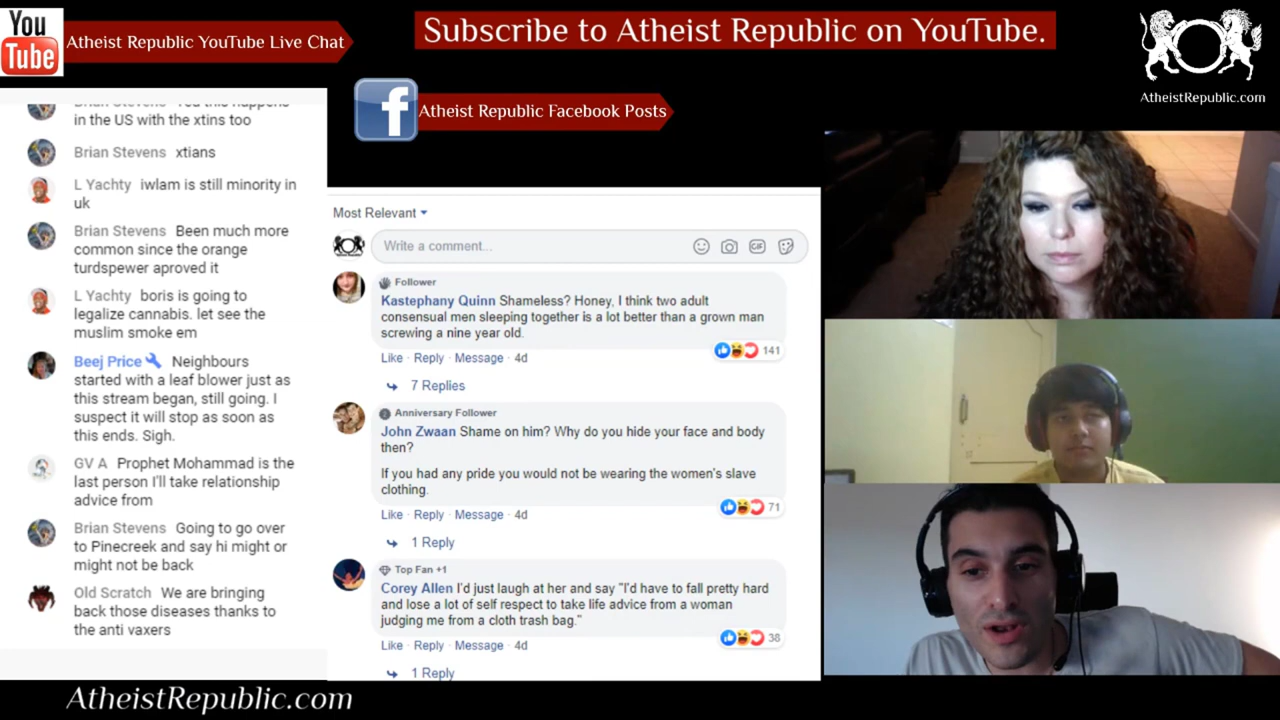 You
Tube
Atheist Republic YouTube Live Chat
Subscribe to Atheist Republic on YouTube.
AtheistRepublic.com
Atheist Republic Facebook Posts
in the US with the xtins too
Brian Stevens xtians
L Yachty iwlam is still minority in
uk
Brian Stevens Been much more
common since the orange
turdspewer aproved it
L Yachty boris is going to
legalize cannabis. let see the
muslim smoke em
Beej Price Neighbours
started with a leaf blower just as
this stream began, still going. I
suspect it will stop as soon as
this ends. Sigh.
GV A Prophet Mohammad is the
last person I'll take relationship
advice from
Brian Stevens Going to go over
to Pinecreek and say hi might or
might not be back
Old Scratch We are bringing
back those diseases thanks to
the anti vaxers
Most Relevant
Write a comment...
GIF
Follower
Kastephany Quinn Shameless? Honey, I think two adult
consensual men sleeping together is a lot better than a grown man
screwing a nine year old.
141
Like · Reply · Message · 4d
7 Replies
Anniversary Follower
John Zwaan Shame on him? Why do you hide your face and body
then?
If you had any pride you would not be wearing the women's slave
clothing.
71
Like · Reply · Message · 4d
1 Reply
Top Fan +1
Corey Allen I'd just laugh at her and say "I'd have to fall pretty hard
and lose a lot of self respect to take life advice from a woman
judging me from a cloth trash bag."
38
Like · Reply · Message · 4d
1 Reply
AtheistRepublic.com